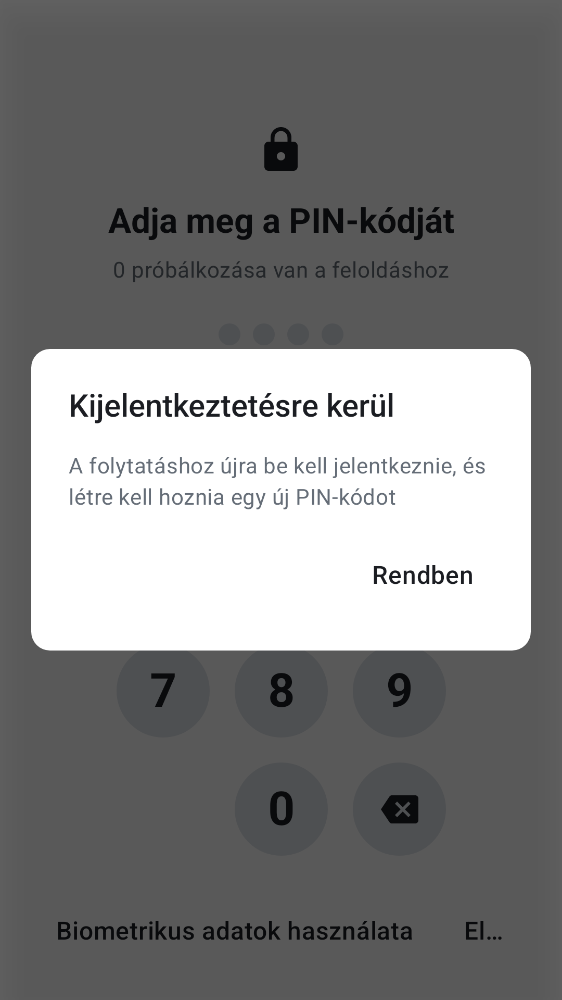 Adja meg a PIN-kódját
0 próbálkozása van a feloldáshoz
Kijelentkeztetésre kerül
A folytatáshoz újra be kell jelentkeznie, és
létre kell hoznia egy új PIN-kódot
Rendben
7 8 9
0
Biometrikus adatok használata El…